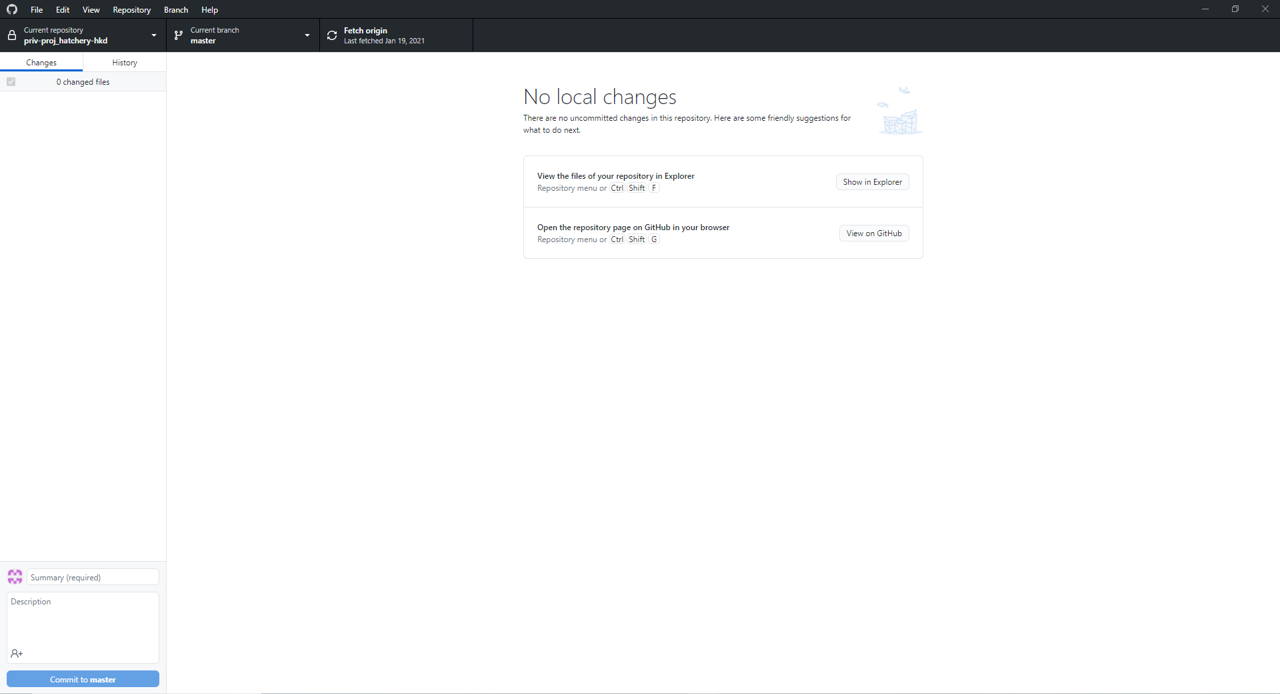 File Edit View Repository Branch Help
Current repository
priv-proj_hatchery-hkd
Current branch
master
Fetch origin
Last fetched Jan 19, 2021
Changes History
0 changed files
No local changes
There are no uncommitted changes in this repository. Here are some friendly suggestions for
what to do next.
View the files of your repository in Explorer
Repository menu or Ctrl Shift F
Show in Explorer
Open the repository page on GitHub in your browser
Repository menu or Ctrl Shift G
View on GitHub
Summary (required)
Description
Commit to master